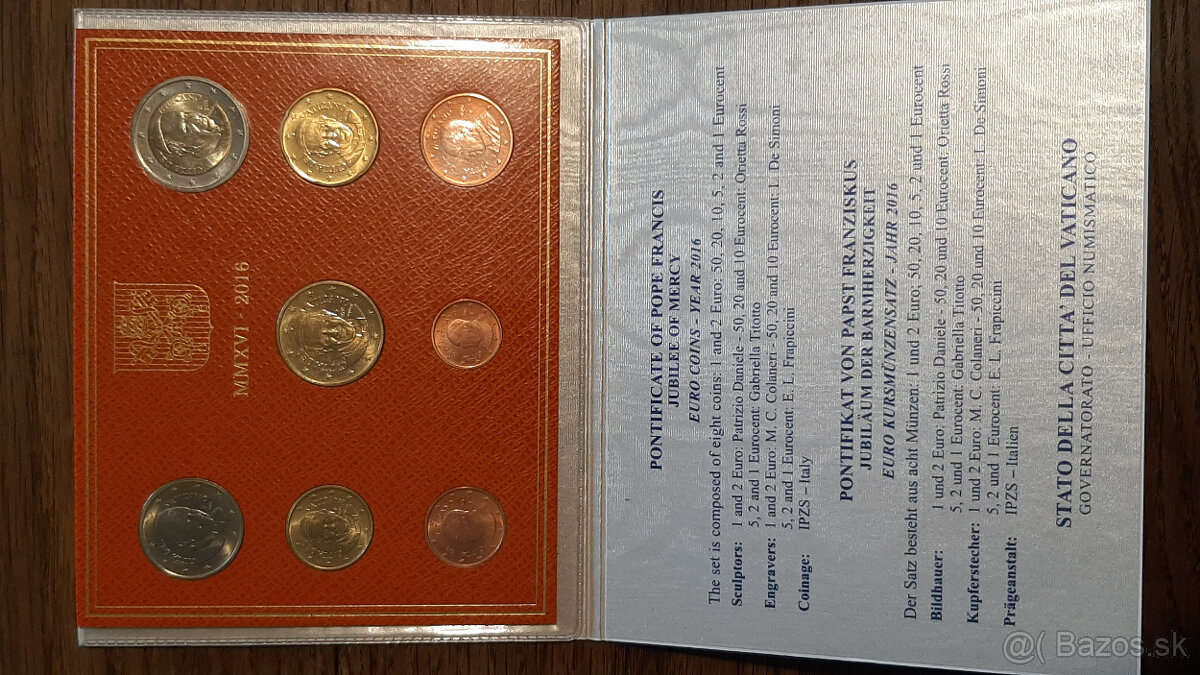 MMXVI - 2016
PONTIFICATE OF POPE FRANCIS
JUBILEE OF MERCY
EURO COINS - YEAR 2016
The set is composed of eight coins: 1 and 2 Euro; 50, 20, 10, 5, 2 and 1 Eurocent
Sculptors: 1 and 2 Euro: Patrizio Daniele - 50, 20 and 10 Eurocent: Orietta Rossi
5, 2 and 1 Eurocent: Gabriella Titotto
Engravers: 1 and 2 Euro: M. C. Colaneri - 50, 20 and 10 Eurocent: L. De Simoni
5, 2 and 1 Eurocent: E. L. Frapiccini
Coinage: IPZS – Italy
PONTIFIKAT VON PAPST FRANZISKUS
JUBILÄUM DER BARMHERZIGKEIT
EURO KURSMÜNZENSATZ - JAHR 2016
Der Satz besteht aus acht Münzen: 1 und 2 Euro; 50, 20, 10, 5, 2 und 1 Eurocent
Bildhauer: 1 und 2 Euro: Patrizio Daniele - 50, 20 und 10 Eurocent: Orietta Rossi
5, 2 und 1 Eurocent: Gabriella Titotto
Kupferstecher: 1 und 2 Euro: M. C. Colaneri - 50, 20 und 10 Eurocent: L. De Simoni
5, 2 und 1 Eurocent: E. L. Frapiccini
Prägeanstalt: IPZS – Italien
STATO DELLA CITTA' DEL VATICANO
GOVERNATORATO - UFFICIO NUMISMATICO
@( Bazos.sk